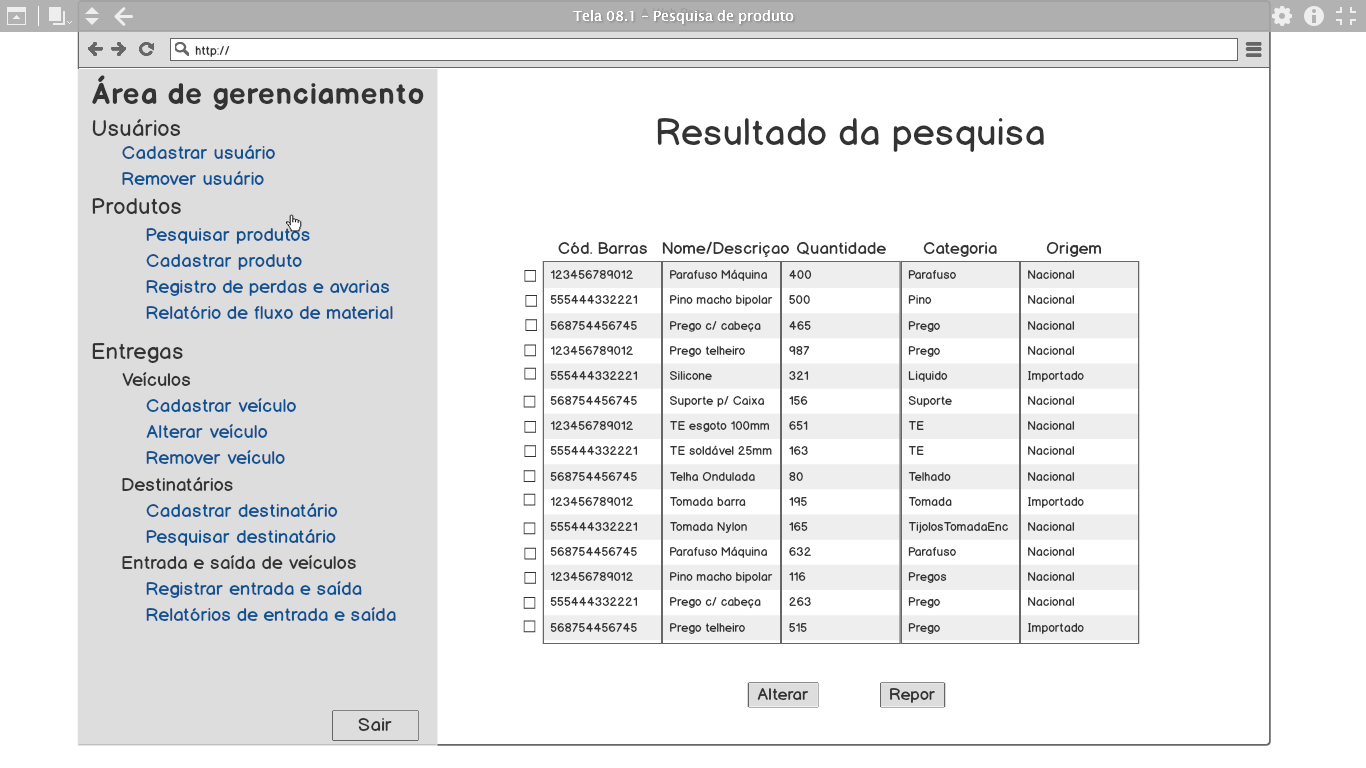 Tela 08.1 - Pesquisa de produto
http://
Área de gerenciamento
Usuários
Cadastrar usuário
Remover usuário
Produtos
Pesquisar produtos
Cadastrar produto
Registro de perdas e avarias
Relatório de fluxo de material
Entregas
Veículos
Cadastrar veículo
Alterar veículo
Remover veículo
Destinatários
Cadastrar destinatário
Pesquisar destinatário
Entrada e saída de veículos
Registrar entrada e saída
Relatórios de entrada e saída
Sair
Resultado da pesquisa
Cód. Barras Nome/Descriçao Quantidade Categoria Origem
123456789012 Parafuso Máquina 400 Parafuso Nacional
555444332221 Pino macho bipolar 500 Pino Nacional
568754456745 Prego c/ cabeça 465 Prego Nacional
123456789012 Prego telheiro 987 Prego Nacional
555444332221 Silicone 321 Liquido Importado
568754456745 Suporte p/ Caixa 156 Suporte Nacional
123456789012 TE esgoto 100mm 651 TE Nacional
555444332221 TE soldável 25mm 163 TE Nacional
568754456745 Telha Ondulada 80 Telhado Nacional
123456789012 Tomada barra 195 Tomada Importado
555444332221 Tomada Nylon 165 TijolosTomadaEnc Nacional
568754456745 Parafuso Máquina 632 Parafuso Nacional
123456789012 Pino macho bipolar 116 Pregos Nacional
555444332221 Prego c/ cabeça 263 Prego Nacional
568754456745 Prego telheiro 515 Prego Importado
Alterar Repor